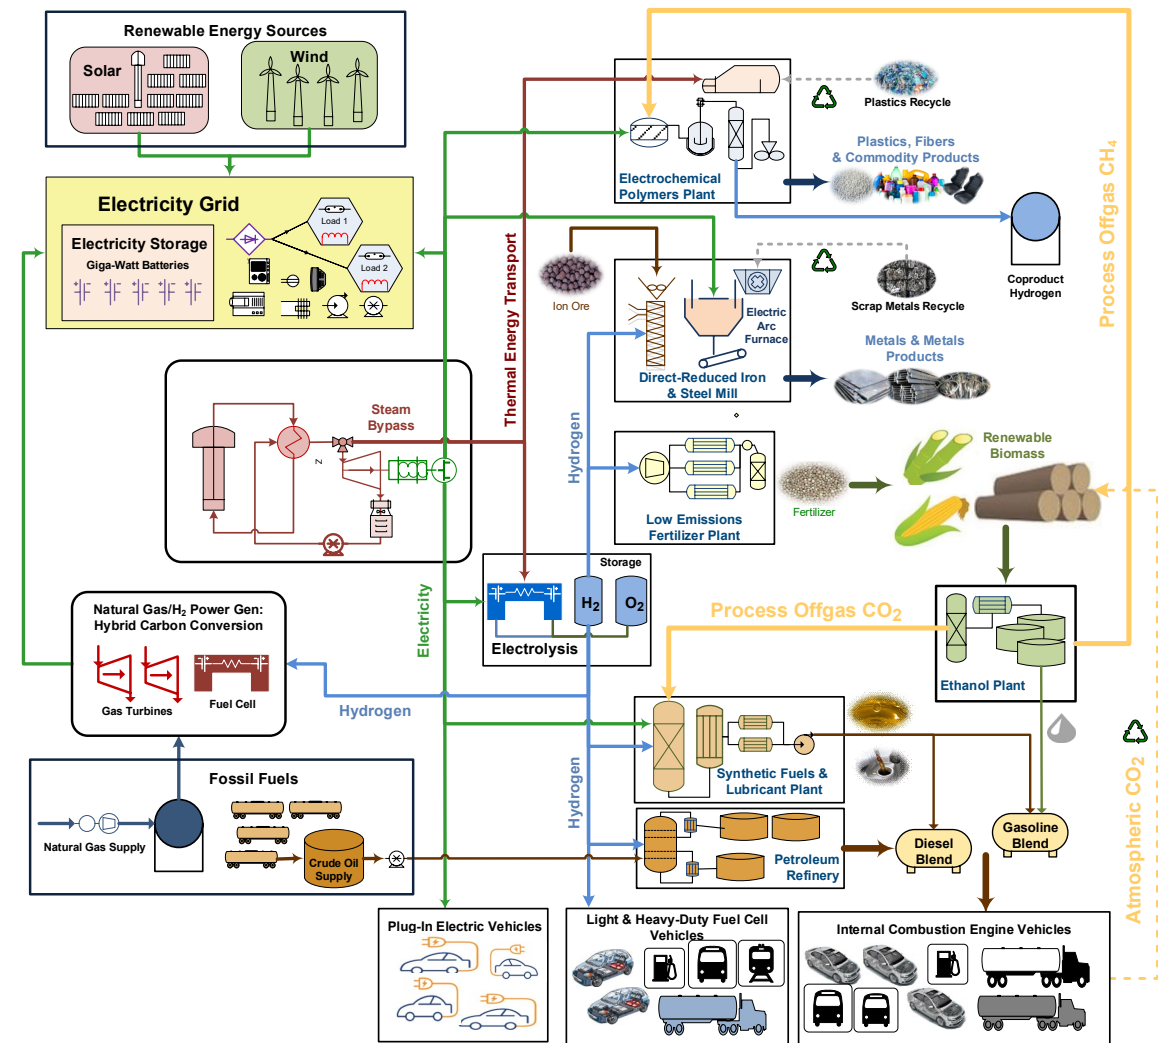 Renewable Energy Sources
Solar
Wind
Electricity Grid
Electricity Storage
Giga-Watt Batteries
Load 1
Load 2
Thermal Energy Transport
Steam
Bypass
N
Electricity
Natural Gas/H2 Power Gen:
Hybrid Carbon Conversion
Gas Turbines
Fuel Cell
Hydrogen
Fossil Fuels
Natural Gas Supply
Crude Oil
Supply
Plastics Recycle
Electrochemical
Polymers Plant
Plastics, Fibers
& Commodity Products
Coproduct
Hydrogen
Process Offgas CH4
Ion Ore
Electric
Arc
Furnace
Direct-Reduced Iron
& Steel Mill
Scrap Metals Recycle
Metals & Metals
Products
Hydrogen
Low Emissions
Fertilizer Plant
Fertilizer
Renewable
Biomass
Storage
H2
O2
Electrolysis
Process Offgas CO2
Ethanol Plant
Synthetic Fuels &
Lubricant Plant
Hydrogen
Petroleum
Refinery
Diesel
Blend
Gasoline
Blend
Atmospheric CO2
Plug-In Electric Vehicles
Light & Heavy-Duty Fuel Cell
Vehicles
Internal Combustion Engine Vehicles